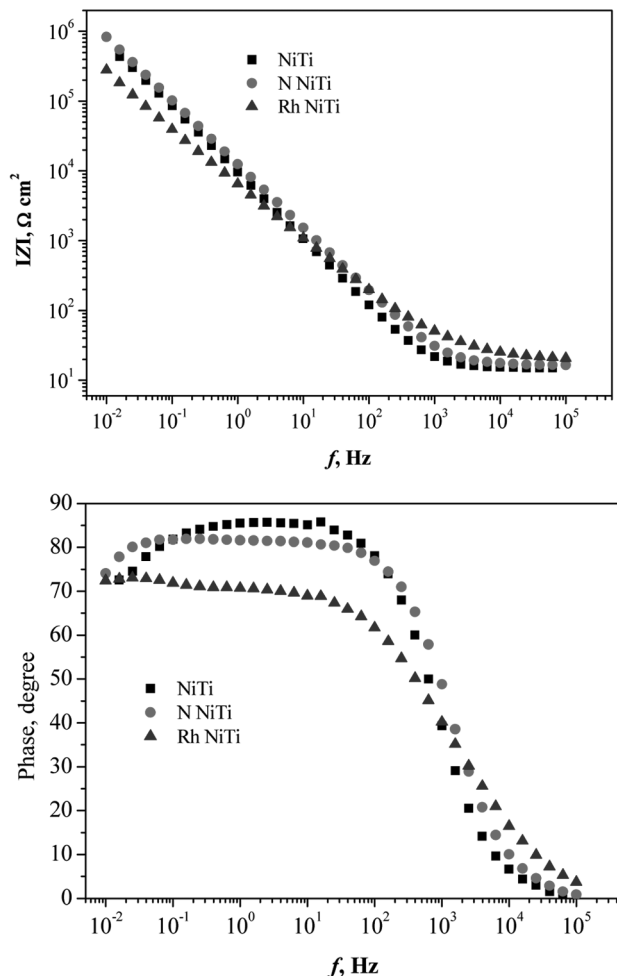 10^6
10^5
10^4
10^3
10^2
10^1
IZI, Ω cm^2
NiTi
N NiTi
Rh NiTi
10^-2 10^-1 10^0 10^1 10^2 10^3 10^4 10^5
f, Hz
90
80
70
60
50
40
30
20
10
0
Phase, degree
NiTi
N NiTi
Rh NiTi
10^-2 10^-1 10^0 10^1 10^2 10^3 10^4 10^5
f, Hz